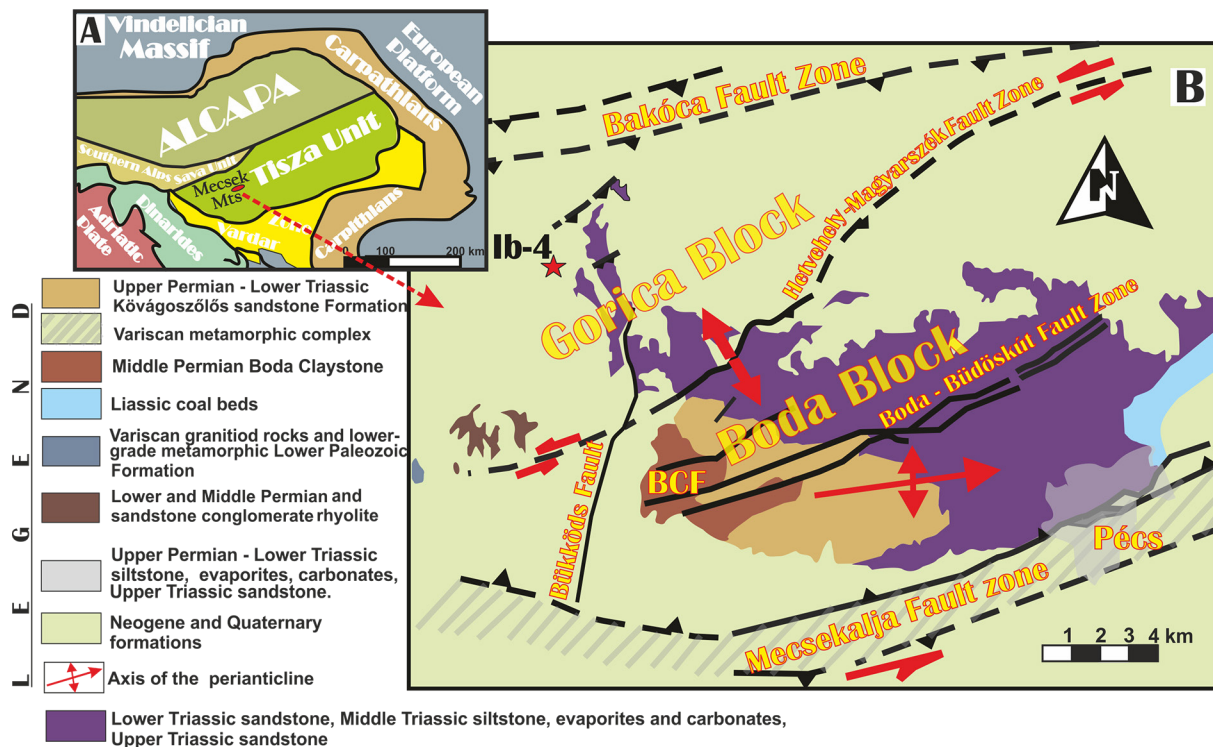 A
Vindelician
Massif
Carpathians
European
Platform
ALCAPA
Tisza Unit
Southern Alps Sava Unit
Mecsek
Mts
Adriatic
Plate
Dinarides
Vardar
Zone
Carpithians
0 100 200 km
B
Bakóca Fault Zone
Hetvehely-Magyarszék Fault Zone
N
Ib-4
Gorica Block
Boda Block
Boda - Büdöskút Fault Zone
BCF
Bükköds Fault
Pécs
Mecsekalja Fault zone
1 2 3 4 km
LEGEND
Upper Permian - Lower Triassic
Kövágoszőlős sandstone Formation
Variscan metamorphic complex
Middle Permian Boda Claystone
Liassic coal beds
Variscan granitiod rocks and lower-
grade metamorphic Lower Paleozoic
Formation
Lower and Middle Permian and
sandstone conglomerate rhyolite
Upper Permian - Lower Triassic
siltstone, evaporites, carbonates,
Upper Triassic sandstone.
Neogene and Quaternary
formations
Axis of the perianticline
Lower Triassic sandstone, Middle Triassic siltstone, evaporites and carbonates,
Upper Triassic sandstone